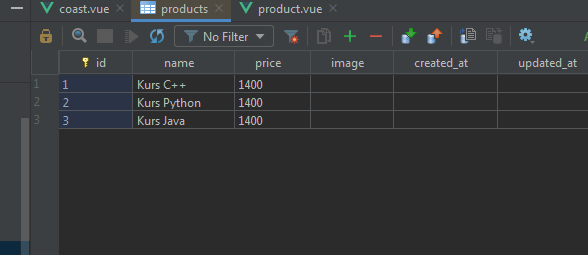 coast.vue products product.vue
No Filter
id name price image created_at updated_at
1 1 Kurs C++ 1400
2 2 Kurs Python 1400
3 3 Kurs Java 1400